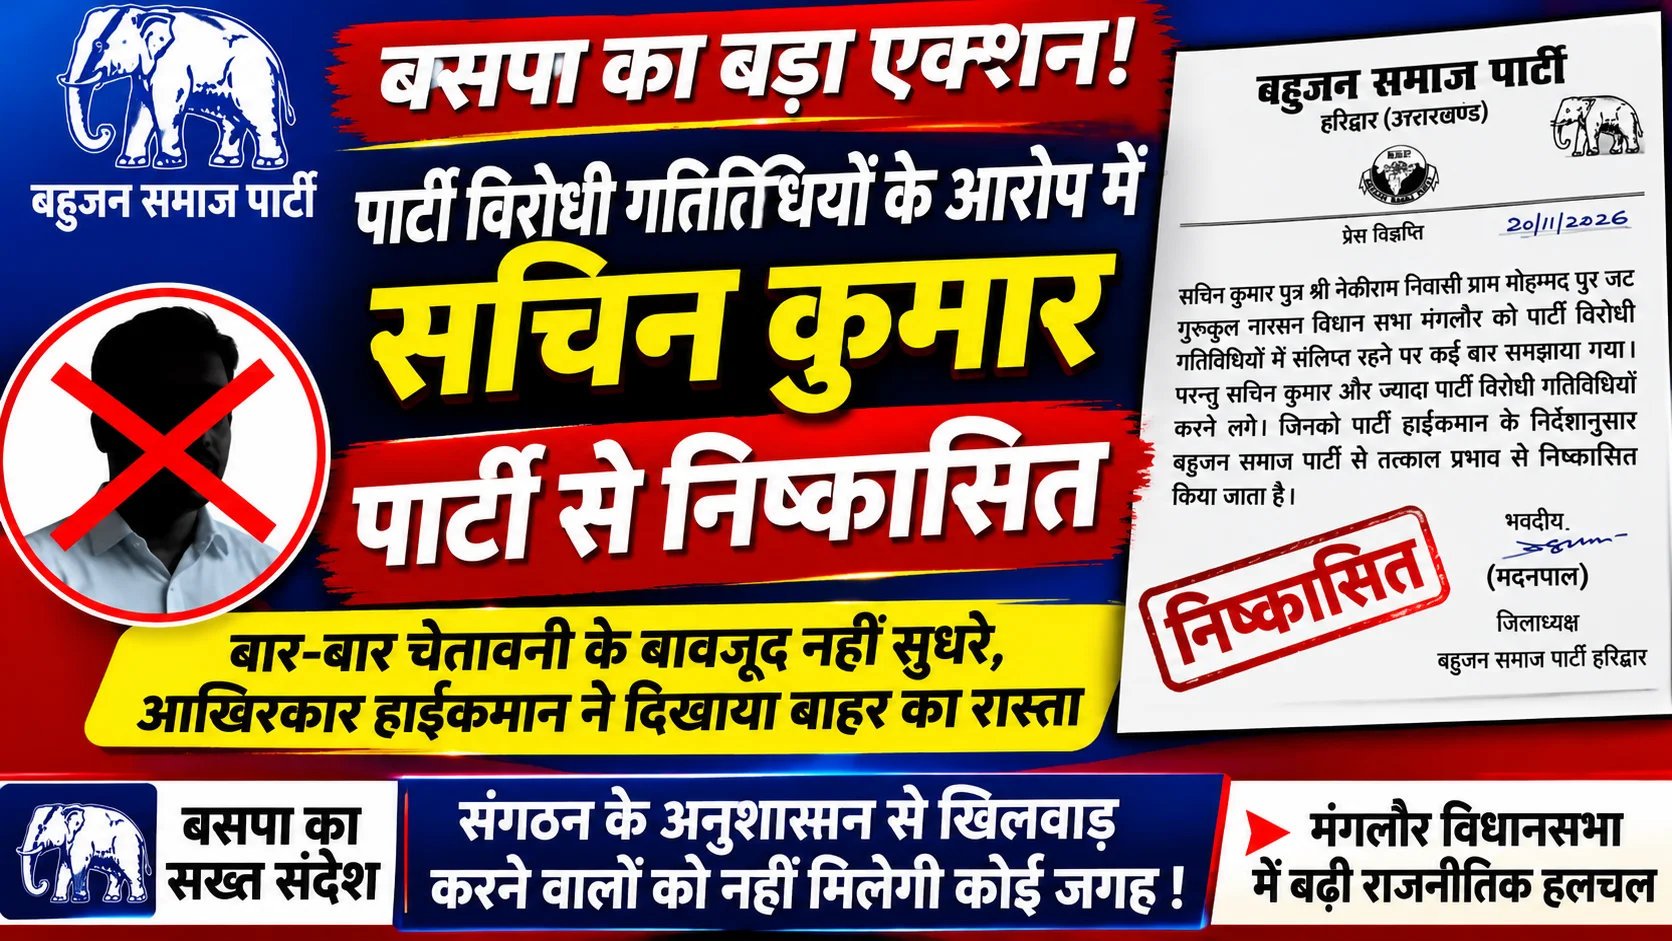 बहुजन समाज पार्टी
बसपा का बड़ा एक्शन!
पार्टी विरोधी गतिर्तिधियों के आरोप में
सचिन कुमार
पार्टी से निष्कासित
बार-बार चेतावनी के बावजूद नहीं सुधरे,
आखिरकार हाईकमान ने दिखाया बाहर का रास्ता
बहुजन समाज पार्टी
हरिद्वार (उत्तराखण्ड)
प्रेस विज्ञप्ति
20/11/2026
सचिन कुमार पुत्र श्री नेकीराम निवासी ग्राम मोहम्मद पुर जट
गुरुकुल नारसन विधान सभा मंगलौर को पार्टी विरोधी
गतिविधियों में संलिप्त रहने पर कई बार समझाया गया।
परन्तु सचिन कुमार और ज्यादा पार्टी विरोधी गतिविधियों
करने लगे। जिनको पार्टी हाईकमान के निर्देशानुसार
बहुजन समाज पार्टी से तत्काल प्रभाव से निष्कासित
किया जाता है।
भवदीय
(मदनपाल)
जिलाध्यक्ष
बहुजन समाज पार्टी हरिद्वार
निष्कासित
बसपा का
सख्त संदेश
संगठन के अनुशासन से खिलवाड़
करने वालों को नहीं मिलेगी कोई जगह !
मंगलौर विधानसभा
में बढ़ी राजनीतिक हलचल